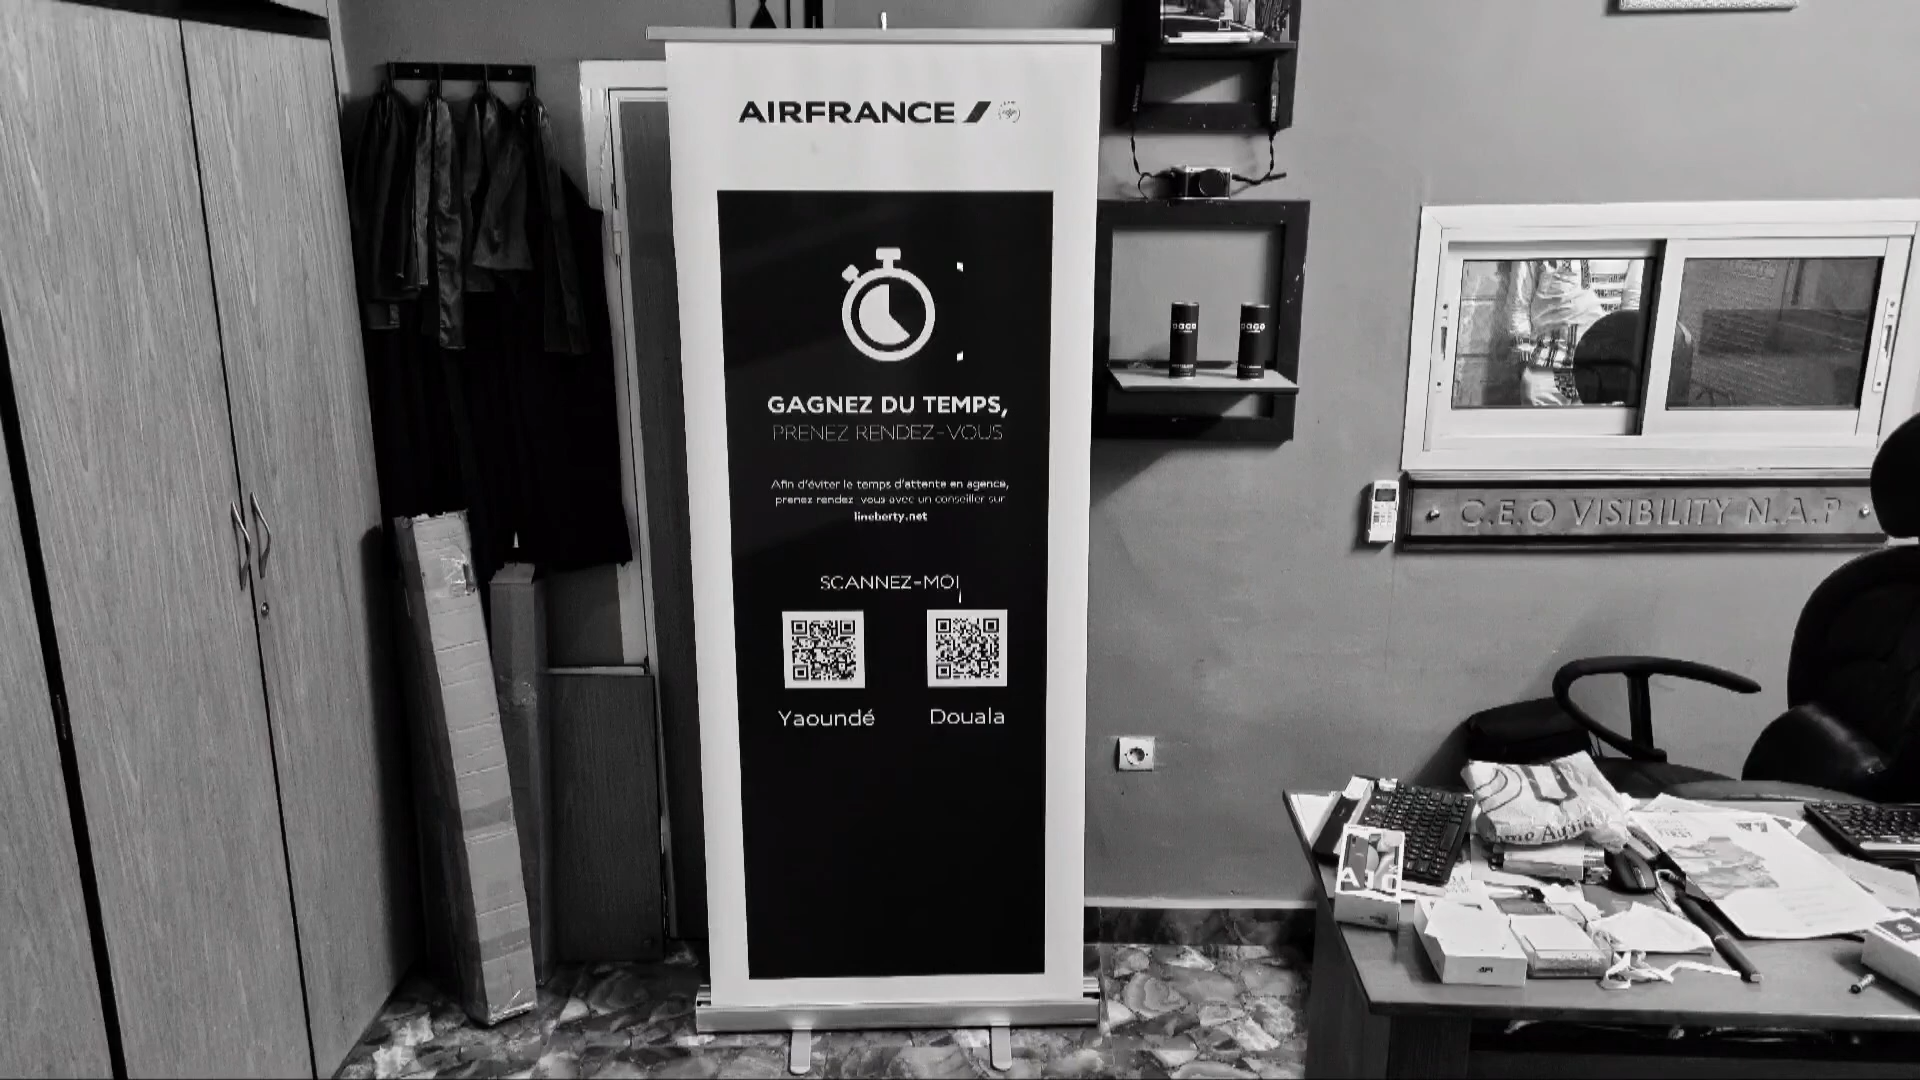 AIRFRANCE
GAGNEZ DU TEMPS,
PRENEZ RENDEZ-VOUS
Afin d'éviter le temps d'attente en agence,
prenez rendez-vous avec un conseiller sur
lineberty.net
SCANNEZ-MOI
Yaoundé
Douala
C.E.O VISIBILITY N.A.P
A10